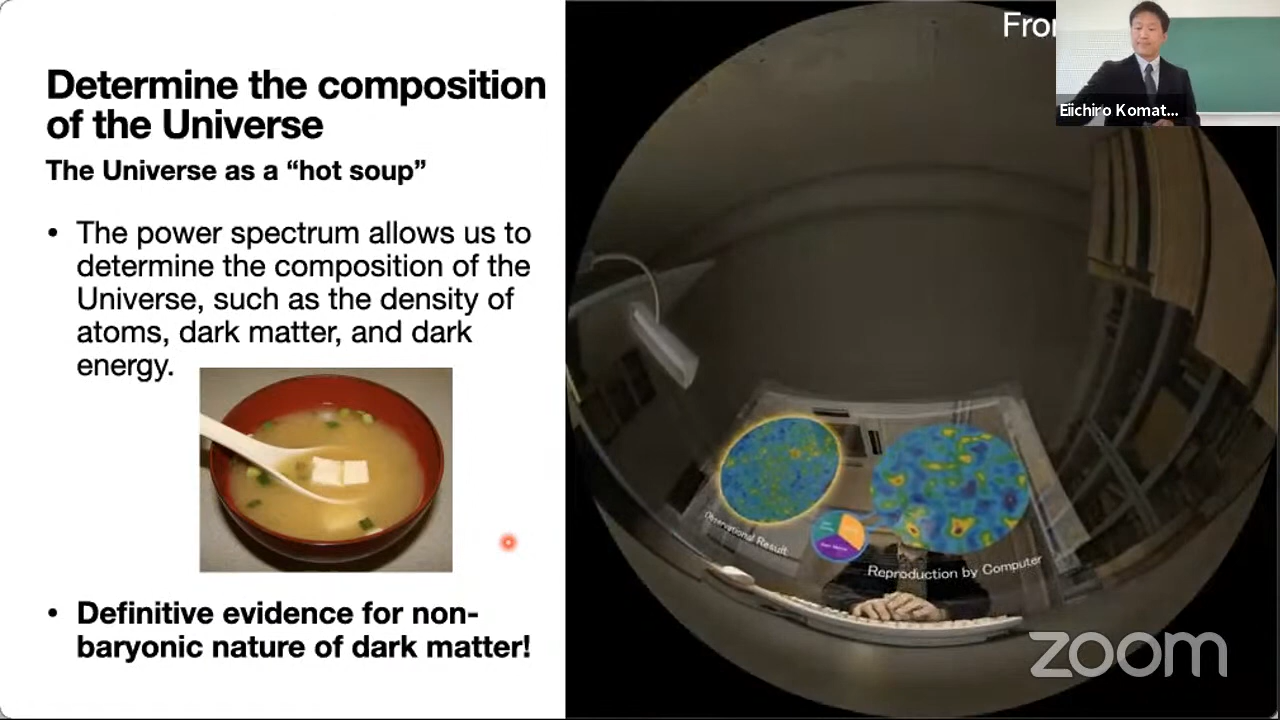 Determine the composition
of the Universe
The Universe as a “hot soup”
• The power spectrum allows us to
determine the composition of the
Universe, such as the density of
atoms, dark matter, and dark
energy.
• Definitive evidence for non-
baryonic nature of dark matter!
Fro
Eiichiro Komat...
Observational Result
Reproduction by Computer
zoom